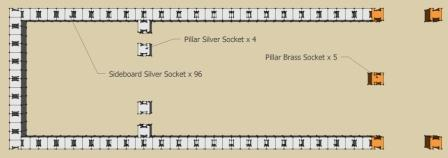 Pillar Silver Socket x 4
Pillar Brass Socket x 5
Sideboard Silver Socket x 96